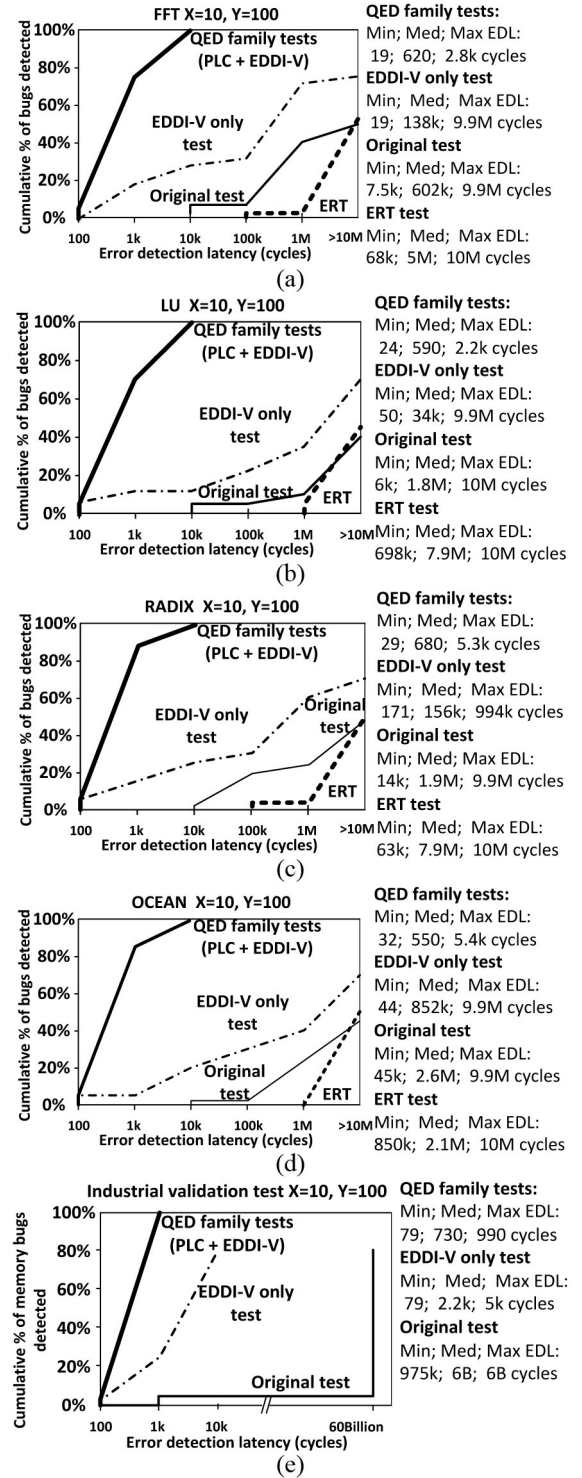 FFT X=10, Y=100
Cumulative % of bugs detected
100%
80%
60%
40%
20%
0%
QED family tests
(PLC + EDDI-V)
EDDI-V only
test
Original test
ERT
100 1k 10k 100k 1M >10M
Error detection latency (cycles)
QED family tests:
Min; Med; Max EDL:
19; 620; 2.8k cycles
EDDI-V only test
Min; Med; Max EDL:
19; 138k; 9.9M cycles
Original test
Min; Med; Max EDL:
7.5k; 602k; 9.9M cycles
ERT test
Min; Med; Max EDL:
68k; 5M; 10M cycles
(a)
LU X=10, Y=100
Cumulative % of bugs detected
100%
80%
60%
40%
20%
0%
QED family tests
(PLC + EDDI-V)
EDDI-V only
test
Original test
ERT
100 1k 10k 100k 1M >10M
Error detection latency (cycles)
QED family tests:
Min; Med; Max EDL:
24; 590; 2.2k cycles
EDDI-V only test
Min; Med; Max EDL:
50; 34k; 9.9M cycles
Original test
Min; Med; Max EDL:
6k; 1.8M; 10M cycles
ERT test
Min; Med; Max EDL:
698k; 7.9M; 10M cycles
(b)
RADIX X=10, Y=100
Cumulative % of bugs detected
100%
80%
60%
40%
20%
0%
QED family tests
(PLC + EDDI-V)
EDDI-V only
test
Original
test
ERT
100 1k 10k 100k 1M >10M
Error detection latency (cycles)
QED family tests:
Min; Med; Max EDL:
29; 680; 5.3k cycles
EDDI-V only test
Min; Med; Max EDL:
171; 156k; 994k cycles
Original test
Min; Med; Max EDL:
14k; 1.9M; 9.9M cycles
ERT test
Min; Med; Max EDL:
63k; 7.9M; 10M cycles
(c)
OCEAN X=10, Y=100
Cumulative % of bugs detected
100%
80%
60%
40%
20%
0%
QED family tests
(PLC + EDDI-V)
EDDI-V only
test
Original
test
ERT
100 1k 10k 100k 1M >10M
Error detection latency (cycles)
QED family tests:
Min; Med; Max EDL:
32; 550; 5.4k cycles
EDDI-V only test
Min; Med; Max EDL:
44; 852k; 9.9M cycles
Original test
Min; Med; Max EDL:
45k; 2.6M; 9.9M cycles
ERT test
Min; Med; Max EDL:
850k; 2.1M; 10M cycles
(d)
Industrial validation test X=10, Y=100
Cumulative % of memory bugs
detected
100%
80%
60%
40%
20%
0%
QED family tests
(PLC + EDDI-V)
EDDI-V only
test
Original test
100 1k 10k 60Billion
Error detection latency (cycles)
QED family tests:
Min; Med; Max EDL:
79; 730; 990 cycles
EDDI-V only test
Min; Med; Max EDL:
79; 2.2k; 5k cycles
Original test
Min; Med; Max EDL:
975k; 6B; 6B cycles
(e)